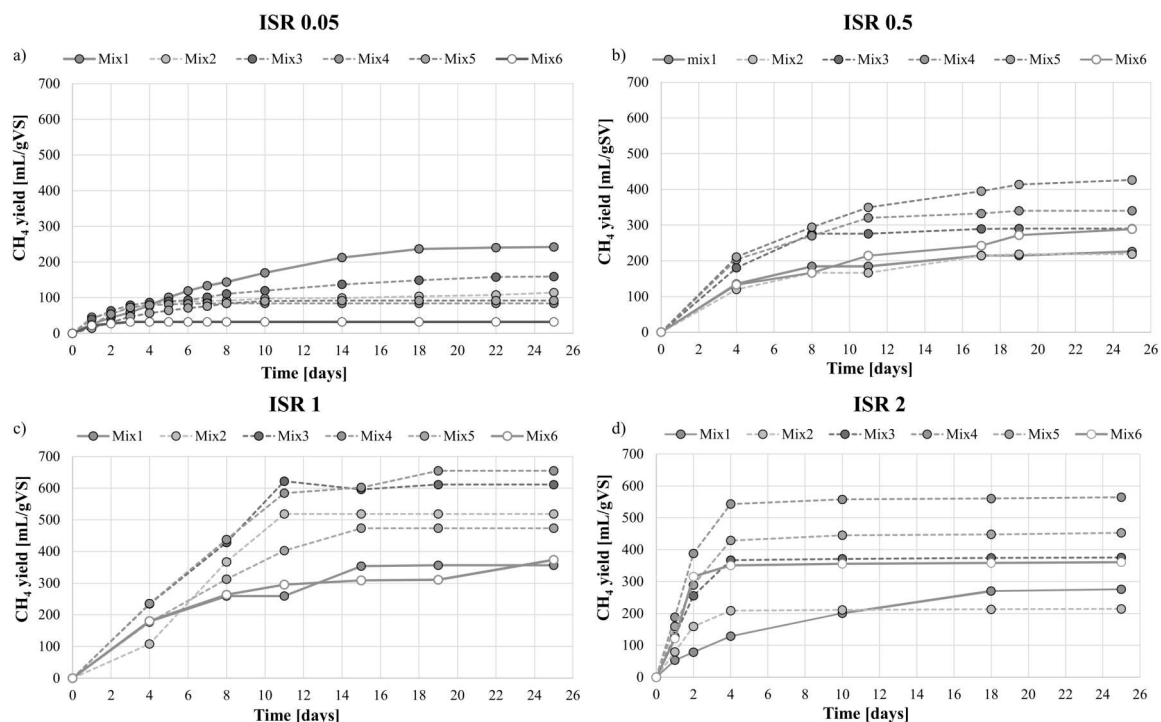 ISR 0.05
a) Mix1 Mix2 Mix3 Mix4 Mix5 Mix6
700
600
500
400
300
200
100
0
CH₄ yield [mL/gVS]
0 2 4 6 8 10 12 14 16 18 20 22 24 26
Time [days]
ISR 0.5
b) mix1 Mix2 Mix3 Mix4 Mix5 Mix6
700
600
500
400
300
200
100
0
CH₄ yield [mL/gSV]
0 2 4 6 8 10 12 14 16 18 20 22 24 26
Time [days]
ISR 1
c) Mix1 Mix2 Mix3 Mix4 Mix5 Mix6
700
600
500
400
300
200
100
0
CH₄ yield [mL/gVS]
0 2 4 6 8 10 12 14 16 18 20 22 24 26
Time [days]
ISR 2
d) Mix1 Mix2 Mix3 Mix4 Mix5 Mix6
700
600
500
400
300
200
100
0
CH₄ yield [mL/gVS]
0 2 4 6 8 10 12 14 16 18 20 22 24 26
Time [days]